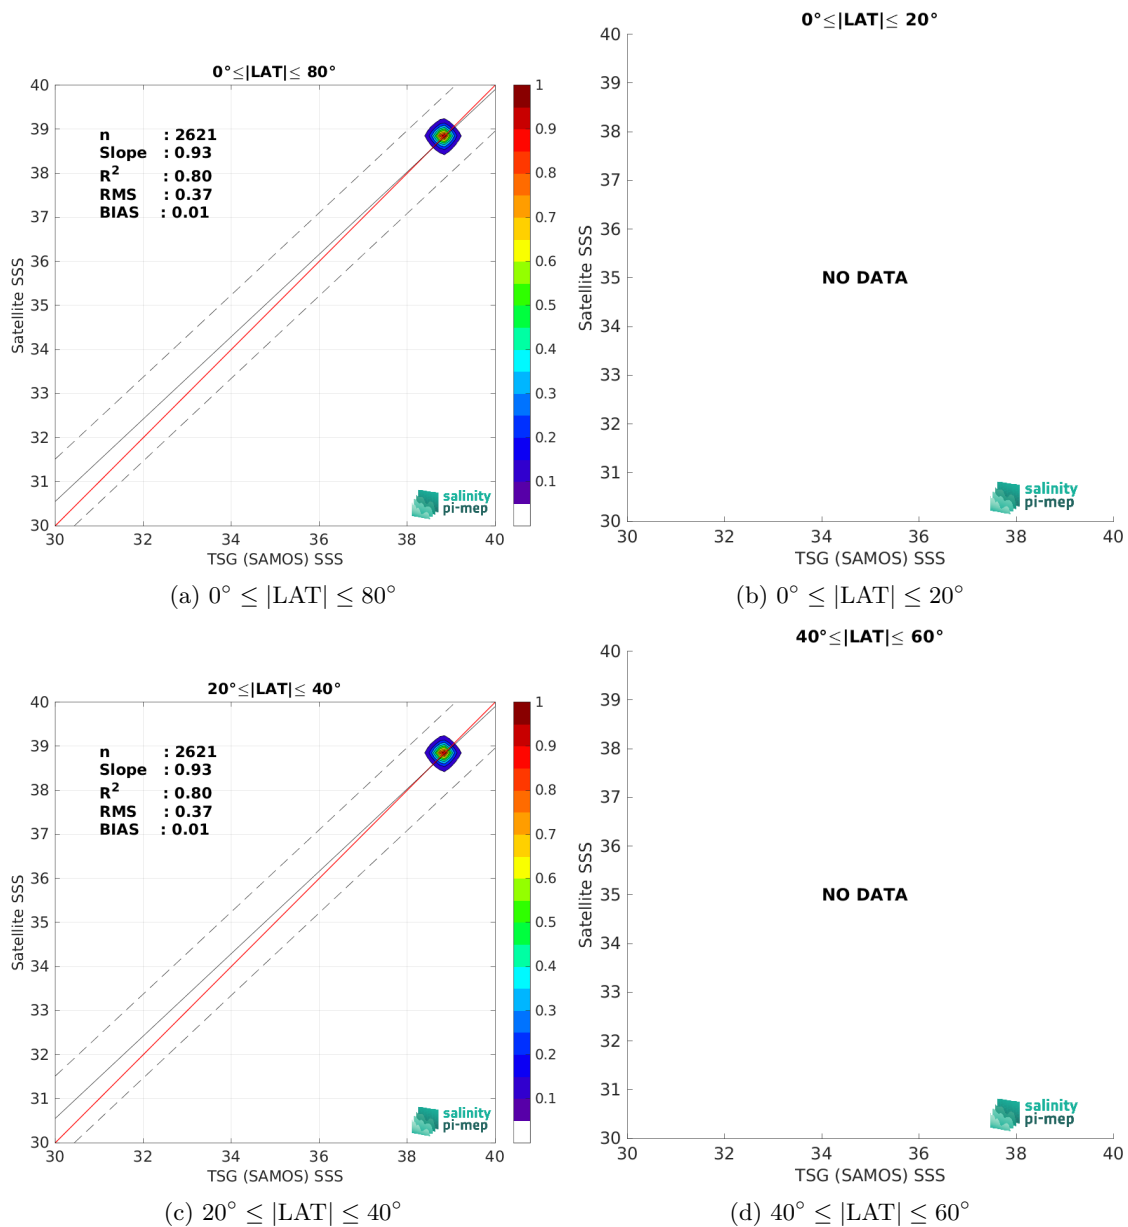 0°≤|LAT|≤ 80°
40
39
38
37
36
35
34
33
32
31
30
30
32
34
36
38
40
Satellite SSS
TSG (SAMOS) SSS
n : 2621
Slope : 0.93
R² : 0.80
RMS : 0.37
BIAS : 0.01
salinity
pi-mep
1
0.9
0.8
0.7
0.6
0.5
0.4
0.3
0.2
0.1
(a) 0° ≤ |LAT| ≤ 80°
0°≤|LAT|≤ 20°
40
39
38
37
36
35
34
33
32
31
30
30
32
34
36
38
40
Satellite SSS
TSG (SAMOS) SSS
NO DATA
salinity
pi-mep
(b) 0° ≤ |LAT| ≤ 20°
20°≤|LAT|≤ 40°
40
39
38
37
36
35
34
33
32
31
30
30
32
34
36
38
40
Satellite SSS
TSG (SAMOS) SSS
n : 2621
Slope : 0.93
R² : 0.80
RMS : 0.37
BIAS : 0.01
salinity
pi-mep
1
0.9
0.8
0.7
0.6
0.5
0.4
0.3
0.2
0.1
(c) 20° ≤ |LAT| ≤ 40°
40°≤|LAT|≤ 60°
40
39
38
37
36
35
34
33
32
31
30
30
32
34
36
38
40
Satellite SSS
TSG (SAMOS) SSS
NO DATA
salinity
pi-mep
(d) 40° ≤ |LAT| ≤ 60°